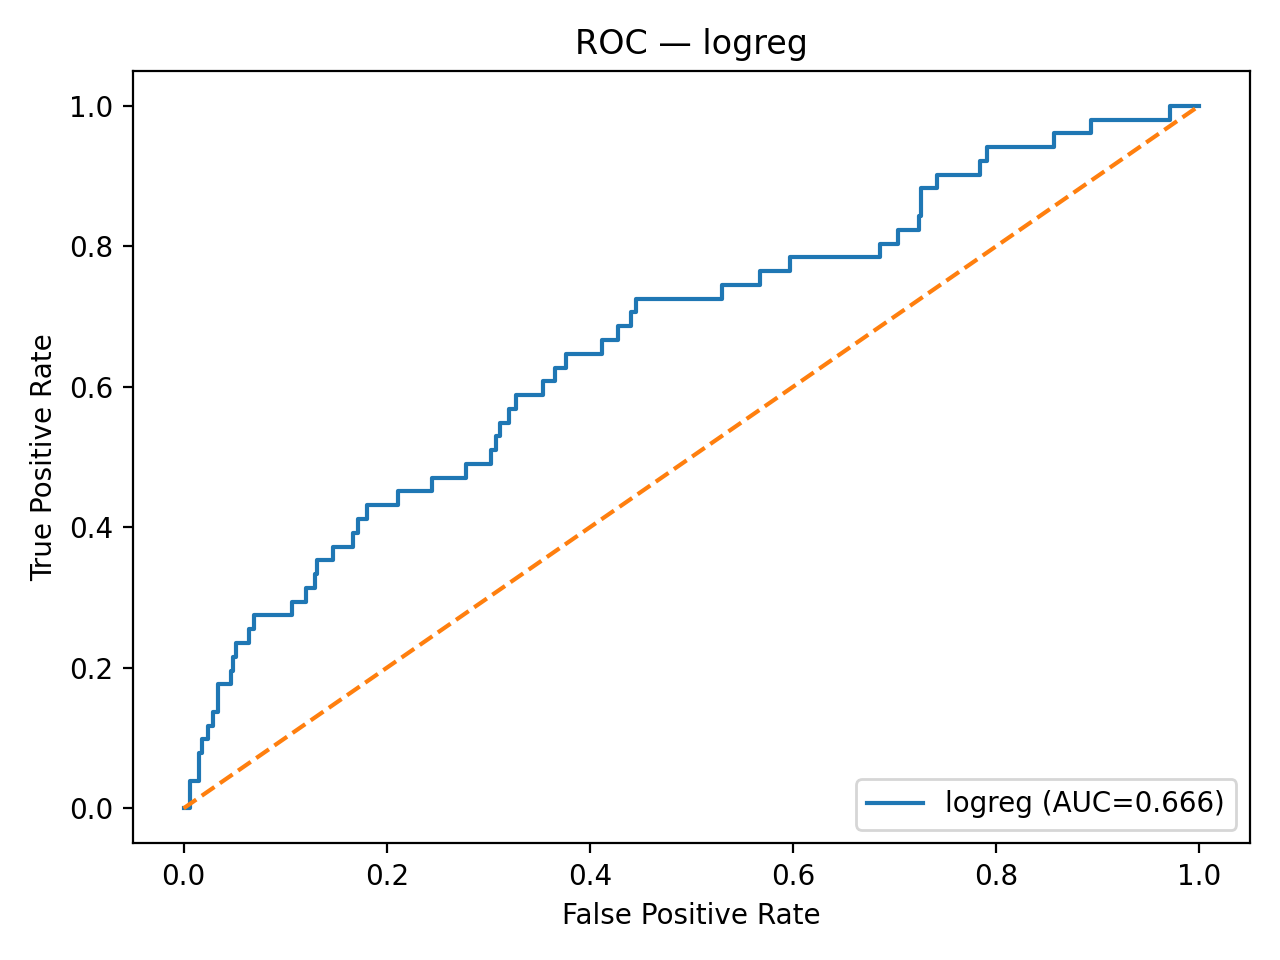 ROC — logreg
True Positive Rate
1.0
0.8
0.6
0.4
0.2
0.0
logreg (AUC=0.666)
0.0 0.2 0.4 0.6 0.8 1.0
False Positive Rate